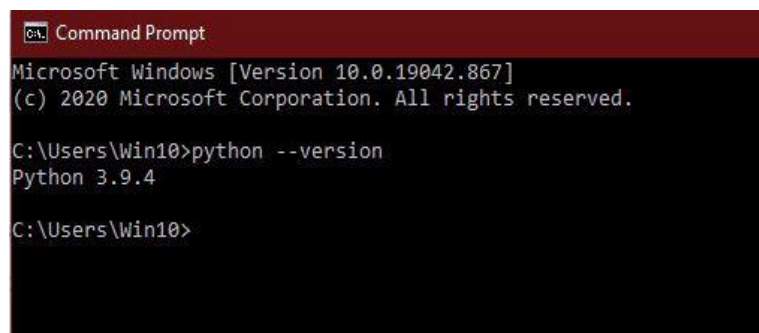 Command Prompt
Microsoft Windows [Version 10.0.19042.867]
(c) 2020 Microsoft Corporation. All rights reserved.
C:\Users\Win10>python --version
Python 3.9.4
C:\Users\Win10>